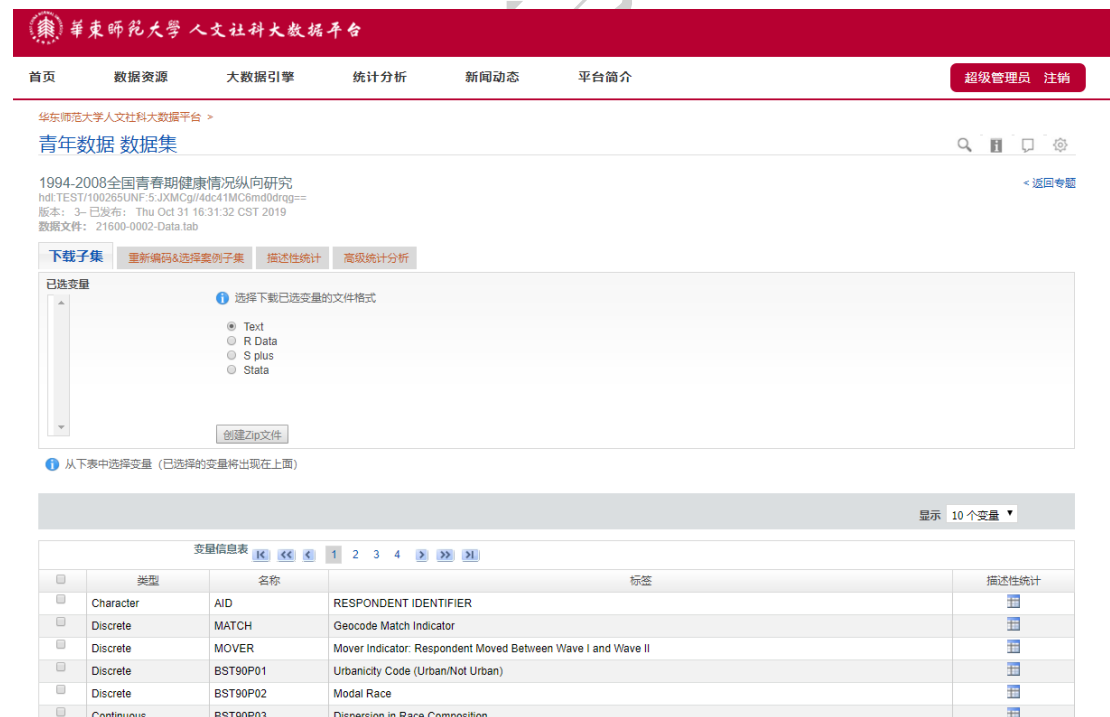 華東師范大學 人文社科大数据平台
首页 数据资源 大数据引擎 统计分析 新闻动态 平台简介 超级管理员 注销
华东师范大学人文社科大数据平台 >
青年数据 数据集
1994-2008全国青春期健康情况纵向研究 < 返回专题
hdl:TEST/100265UNF:5:JXMCg//4dc41MC6md0drqg==
版本： 3– 已发布： Thu Oct 31 16:31:32 CST 2019
数据文件： 21600-0002-Data.tab
下载子集 重新编码&选择案例子集 描述性统计 高级统计分析
已选变量
选择下载已选变量的文件格式
Text
R Data
S plus
Stata
创建Zip文件
从下表中选择变量（已选择的变量将出现在上面）
显示 10 个变量
变量信息表 1 2 3 4
类型 名称 标签 描述性统计
Character AID RESPONDENT IDENTIFIER
Discrete MATCH Geocode Match Indicator
Discrete MOVER Mover Indicator: Respondent Moved Between Wave I and Wave II
Discrete BST90P01 Urbanicity Code (Urban/Not Urban)
Discrete BST90P02 Modal Race
Continuous BST90P03 Dispersion in Race Composition